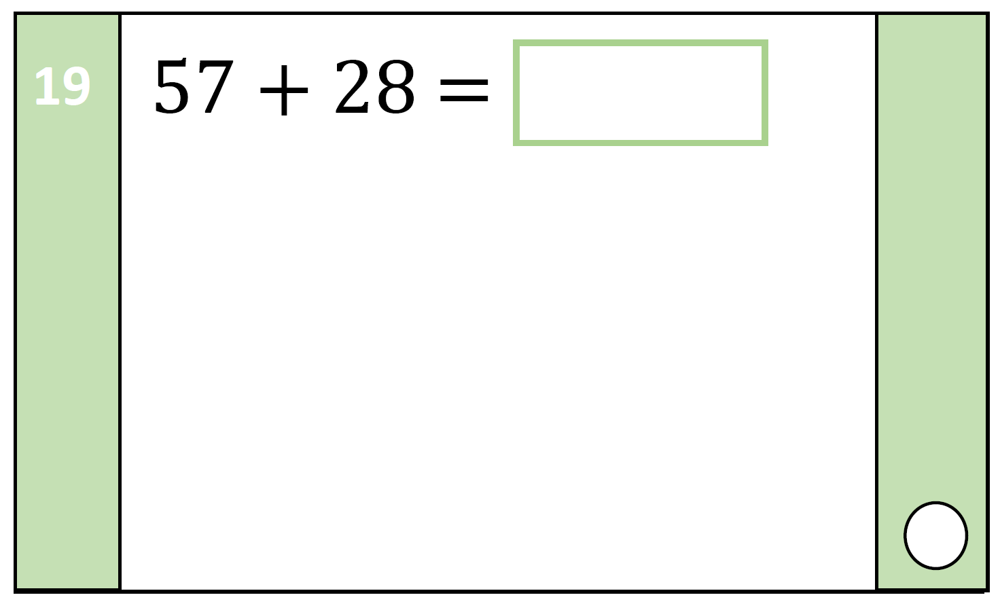 19
57 + 28 =